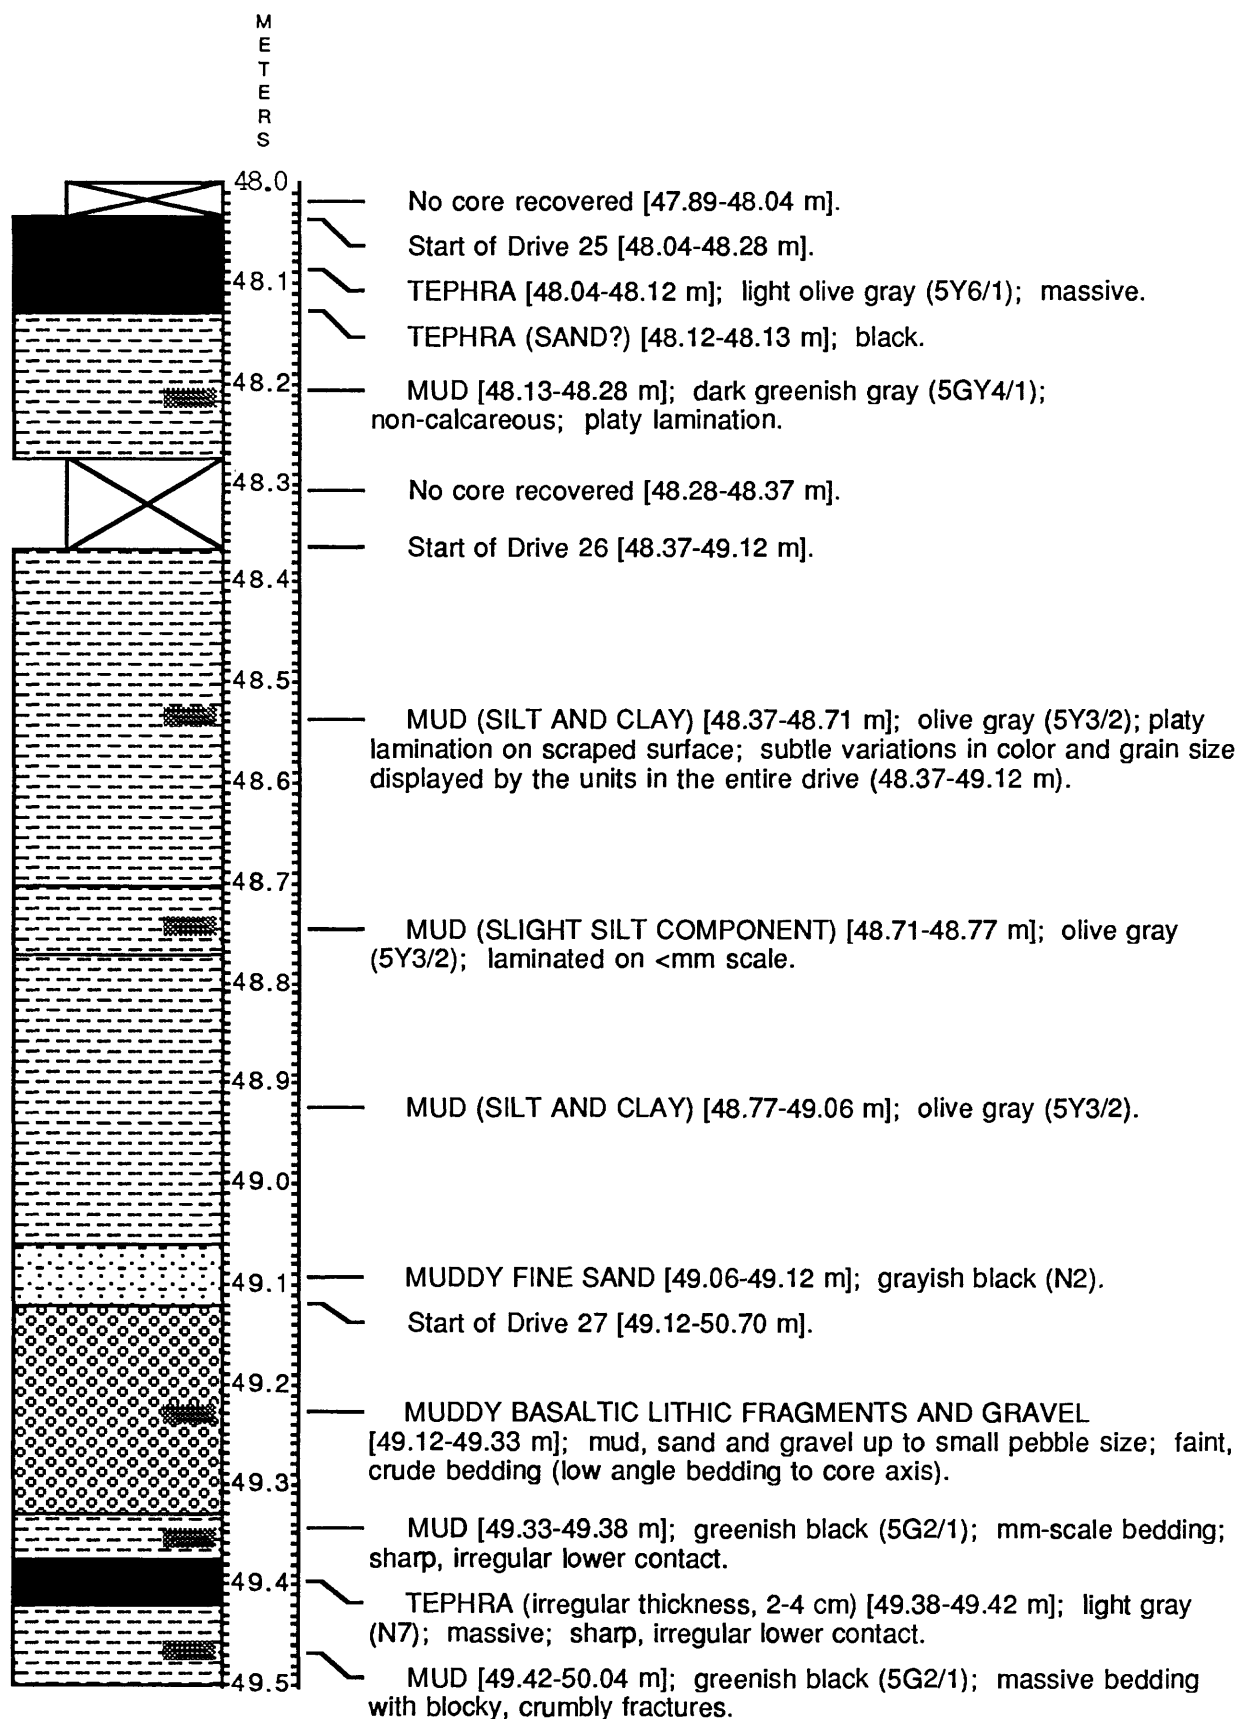 METERS
48.0
No core recovered [47.89-48.04 m].
Start of Drive 25 [48.04-48.28 m].
48.1
TEPHRA [48.04-48.12 m]; light olive gray (5Y6/1); massive.
TEPHRA (SAND?) [48.12-48.13 m]; black.
48.2
MUD [48.13-48.28 m]; dark greenish gray (5GY4/1);
non-calcareous; platy lamination.
48.3
No core recovered [48.28-48.37 m].
Start of Drive 26 [48.37-49.12 m].
48.4
48.5
MUD (SILT AND CLAY) [48.37-48.71 m]; olive gray (5Y3/2); platy
lamination on scraped surface; subtle variations in color and grain size
48.6
displayed by the units in the entire drive (48.37-49.12 m).
48.7
MUD (SLIGHT SILT COMPONENT) [48.71-48.77 m]; olive gray
(5Y3/2); laminated on <mm scale.
48.8
48.9
MUD (SILT AND CLAY) [48.77-49.06 m]; olive gray (5Y3/2).
49.0
49.1
MUDDY FINE SAND [49.06-49.12 m]; grayish black (N2).
Start of Drive 27 [49.12-50.70 m].
49.2
MUDDY BASALTIC LITHIC FRAGMENTS AND GRAVEL
[49.12-49.33 m]; mud, sand and gravel up to small pebble size; faint,
crude bedding (low angle bedding to core axis).
49.3
MUD [49.33-49.38 m]; greenish black (5G2/1); mm-scale bedding;
sharp, irregular lower contact.
49.4
TEPHRA (irregular thickness, 2-4 cm) [49.38-49.42 m]; light gray
(N7); massive; sharp, irregular lower contact.
49.5
MUD [49.42-50.04 m]; greenish black (5G2/1); massive bedding
with blocky, crumbly fractures.